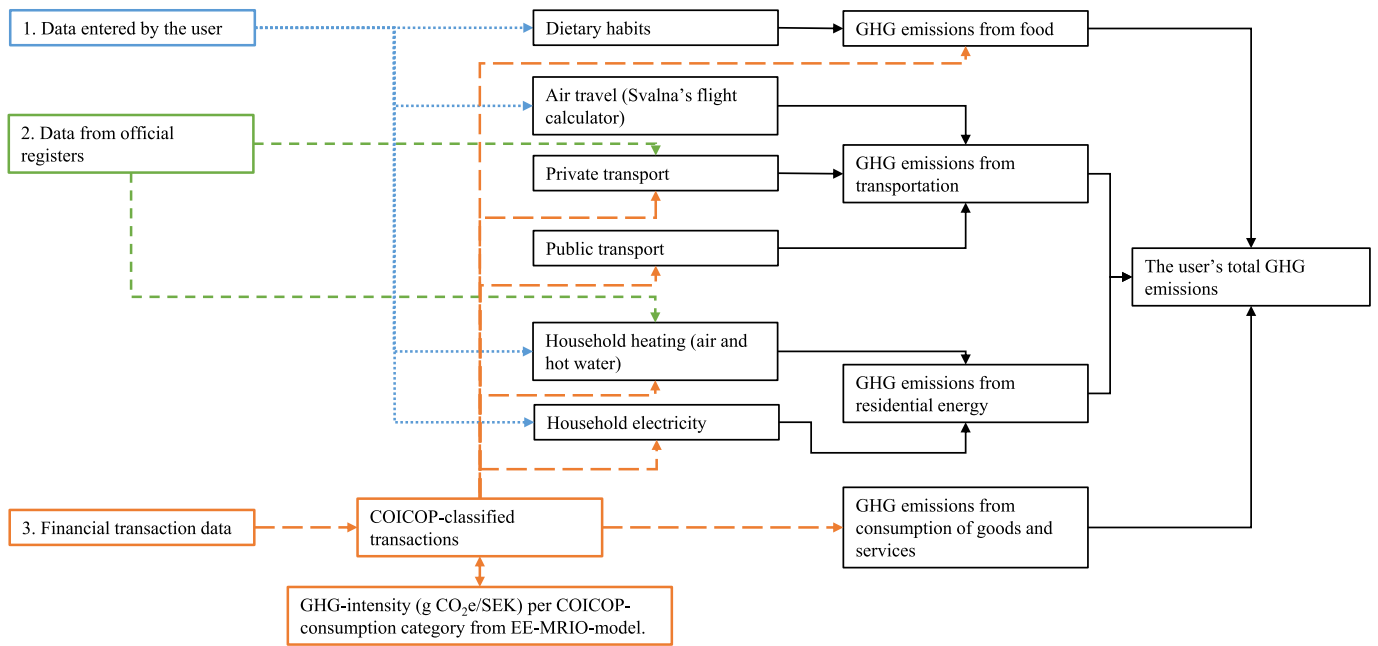 1. Data entered by the user
Dietary habits
GHG emissions from food
Air travel (Svalna's flight
calculator)
2. Data from official
registers
Private transport
GHG emissions from
transportation
Public transport
The user's total GHG
emissions
Household heating (air and
hot water)
GHG emissions from
residential energy
Household electricity
3. Financial transaction data
COICOP-classified
transactions
GHG emissions from
consumption of goods and
services
GHG-intensity (g CO₂e/SEK) per COICOP-
consumption category from EE-MRIO-model.